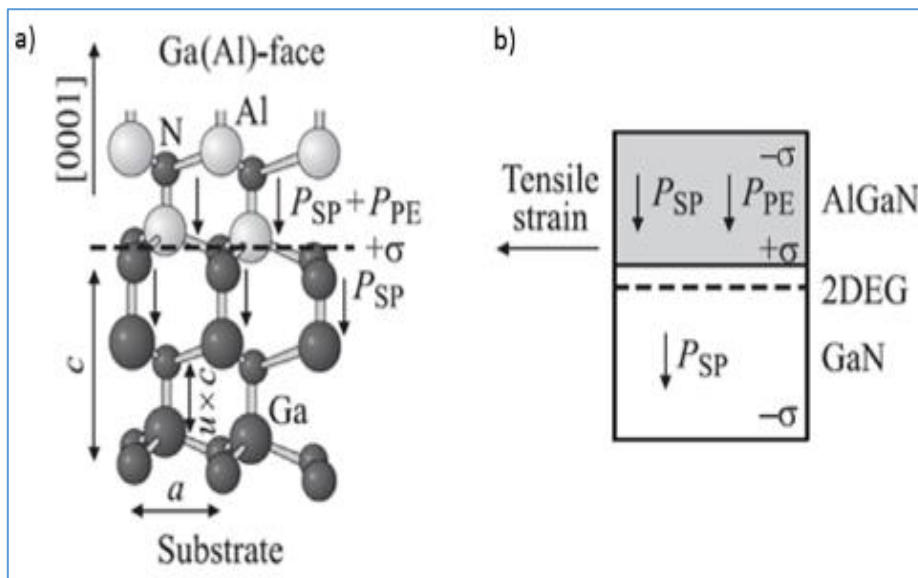 a)
Ga(Al)-face
[0001]
N
Al
P_SP + P_PE
+σ
P_SP
c
u × c
Ga
a
Substrate
b)
−σ
Tensile
strain
P_SP
P_PE
AlGaN
+σ
2DEG
P_SP
GaN
−σ